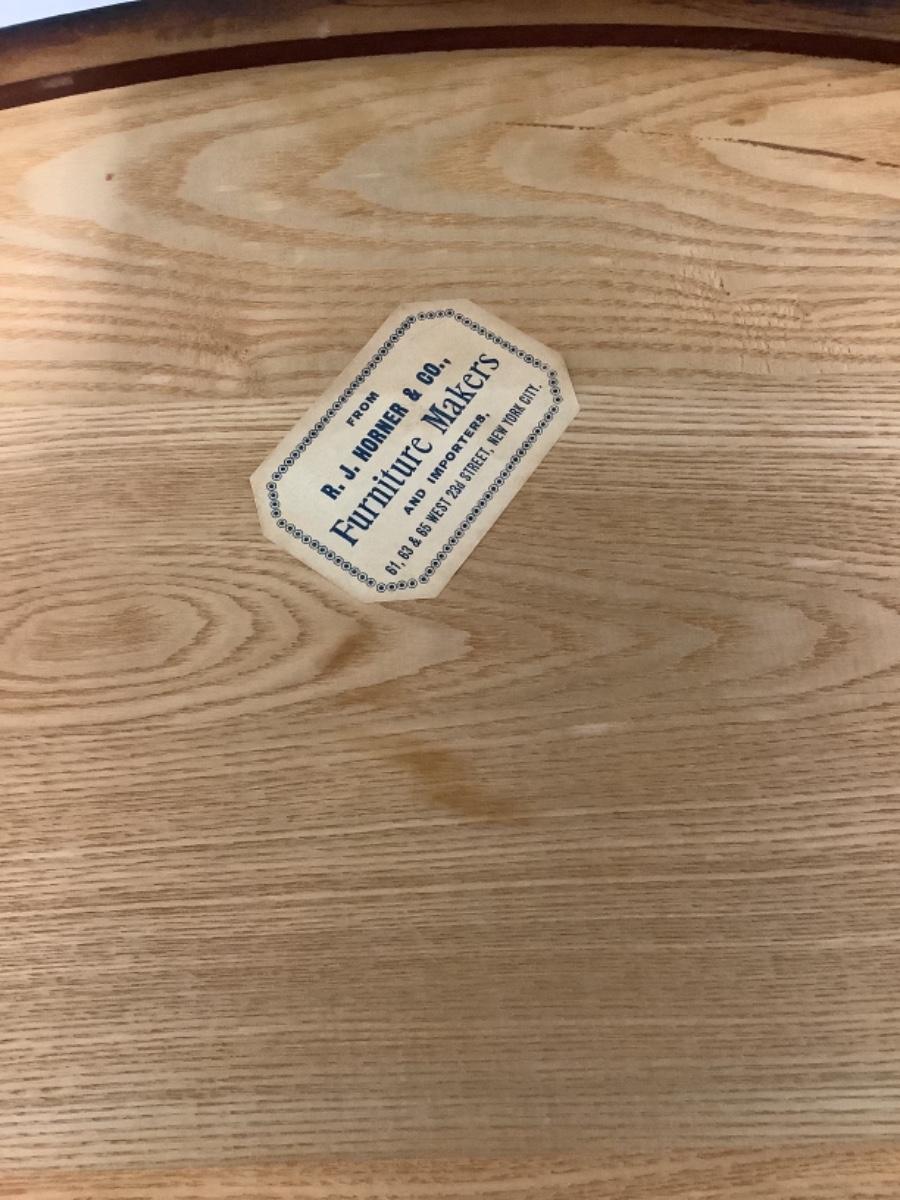 FROM
R. J. HORNER & CO.,
Furniture Makers
AND IMPORTERS,
61, 63 & 65 WEST 23d STREET, NEW YORK CITY.